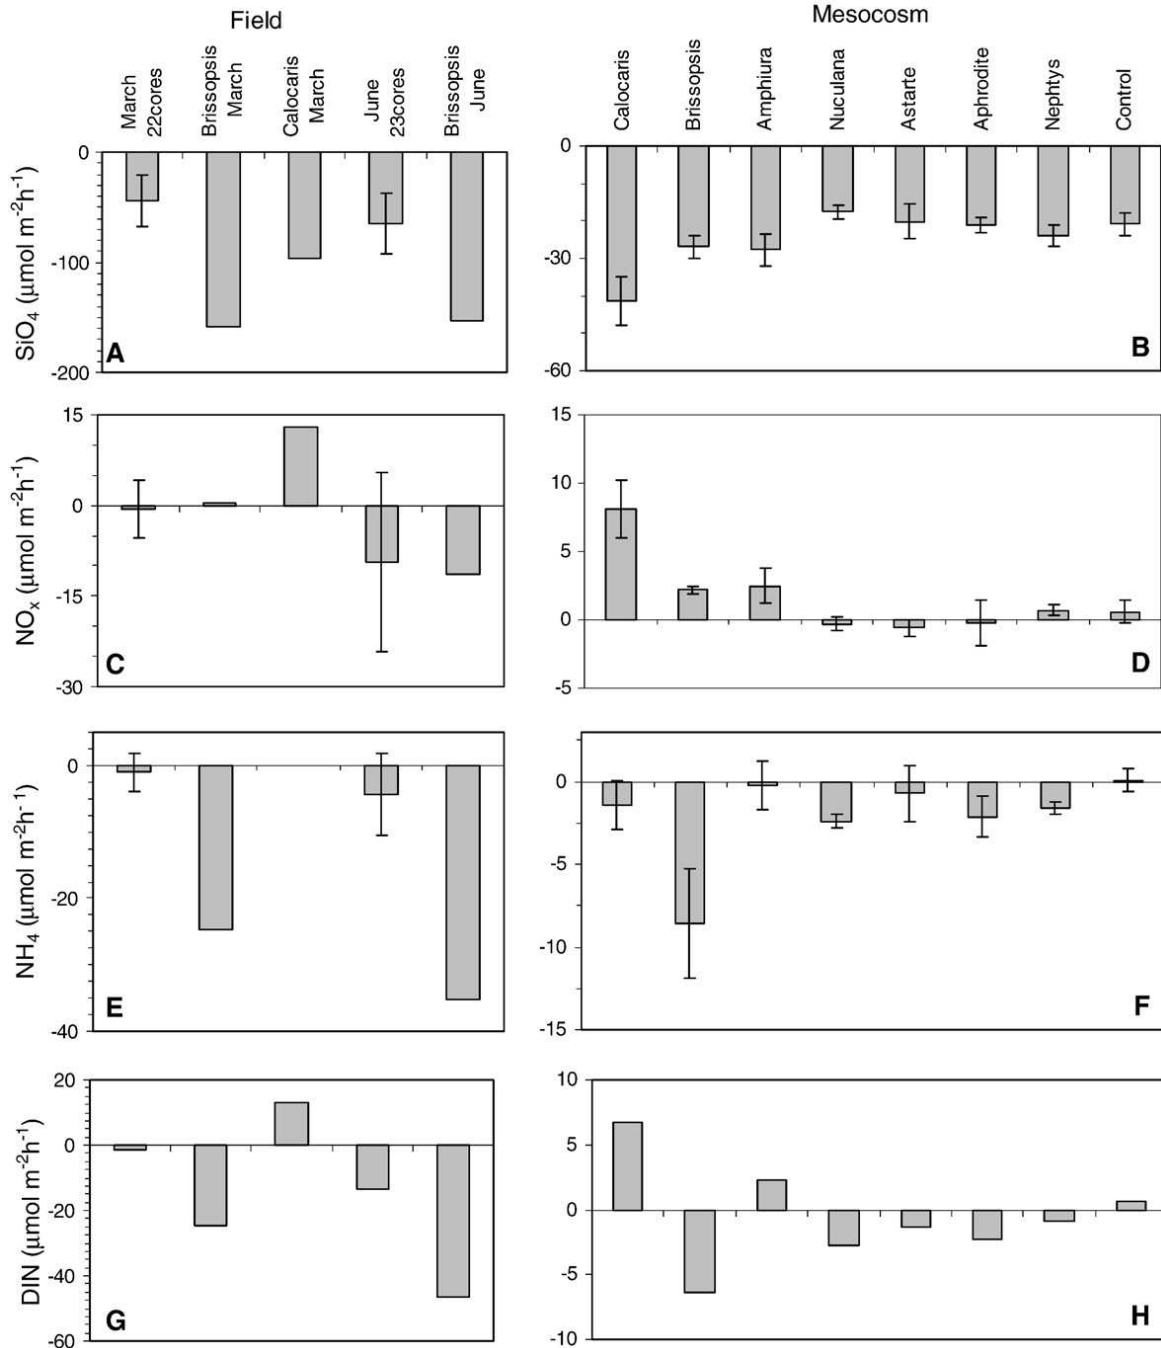 Field
Mesocosm
March 22cores
Brissopsis March
Calocaris March
June 23cores
Brissopsis June
Calocaris
Brissopsis
Amphiura
Nuculana
Astarte
Aphrodite
Nephtys
Control
SiO4 (µmol m-2h-1)
0
-100
-200
A
0
-30
-60
B
NOx (µmol m-2h-1)
15
0
-15
-30
C
15
10
5
0
-5
D
NH4 (µmol m-2h-1)
0
-20
-40
E
0
-5
-10
-15
F
DIN (µmol m-2h-1)
20
0
-20
-40
-60
G
10
5
0
-5
-10
H